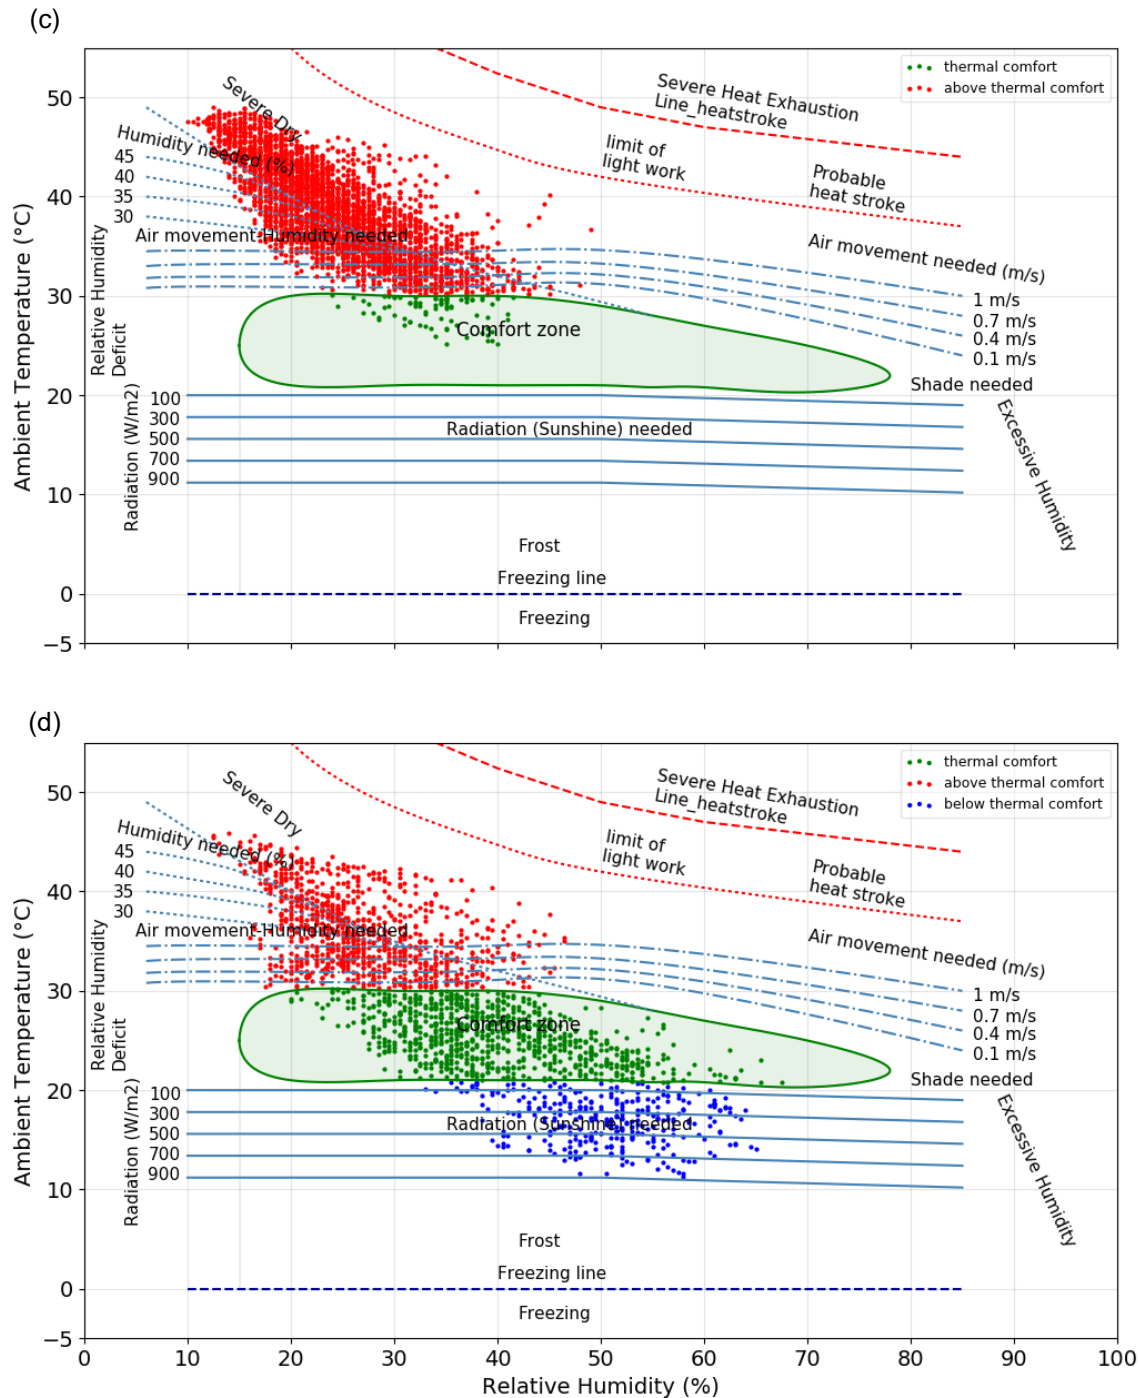 (c)
thermal comfort
above thermal comfort
Severe Dry
Severe Heat Exhaustion
Line_heatstroke
Humidity needed (%)
limit of
light work
Probable
heat stroke
45
40
35
30
Air movement-Humidity needed
Air movement needed (m/s)
1 m/s
0.7 m/s
0.4 m/s
0.1 m/s
Relative Humidity
Deficit
Comfort zone
Shade needed
Radiation (W/m2)
100
300
500
700
900
Radiation (Sunshine) needed
Excessive Humidity
Frost
Freezing line
Freezing
Ambient Temperature (°C)
50
40
30
20
10
0
−5
(d)
thermal comfort
above thermal comfort
below thermal comfort
Severe Dry
Severe Heat Exhaustion
Line_heatstroke
Humidity needed (%)
limit of
light work
Probable
heat stroke
45
40
35
30
Air movement-Humidity needed
Air movement needed (m/s)
1 m/s
0.7 m/s
0.4 m/s
0.1 m/s
Relative Humidity
Deficit
Comfort zone
Shade needed
Radiation (W/m2)
100
300
500
700
900
Radiation (Sunshine) needed
Excessive Humidity
Frost
Freezing line
Freezing
Ambient Temperature (°C)
50
40
30
20
10
0
−5
0 10 20 30 40 50 60 70 80 90 100
Relative Humidity (%)